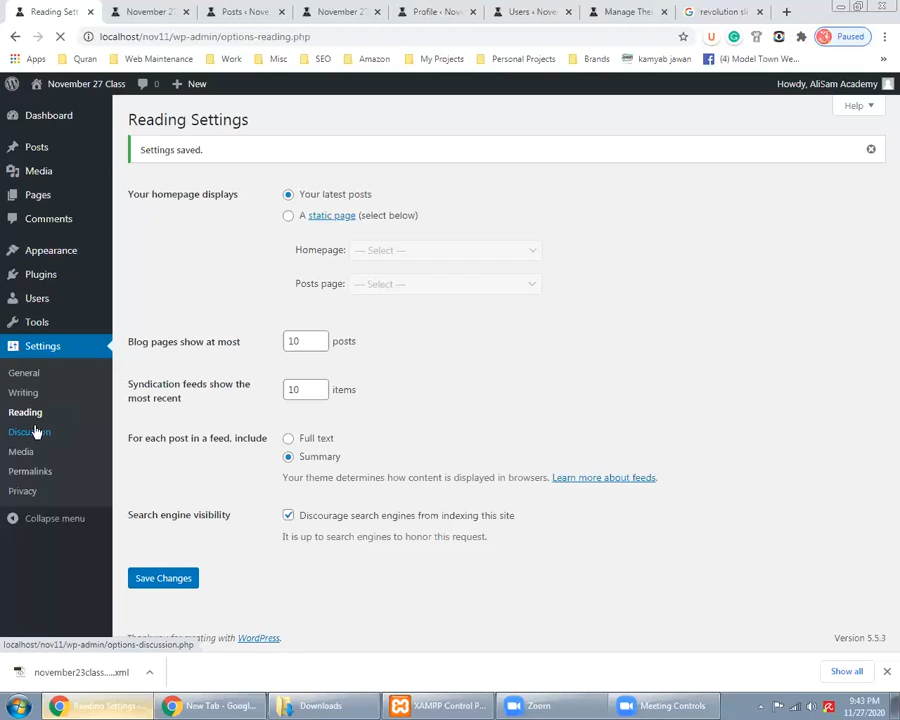 Reading Sett
November 27
Posts ‹ Nove
November 27
Profile ‹ Nov
Users ‹ Nove
Manage The
revolution sli
localhost/nov11/wp-admin/options-reading.php
Paused
Apps
Quran
Web Maintenance
Work
Misc
SEO
Amazon
My Projects
Personal Projects
Brands
kamyab jawan
(4) Model Town We...
November 27 Class
0
New
Howdy, AliSam Academy
Help
Dashboard
Posts
Media
Pages
Comments
Appearance
Plugins
Users
Tools
Settings
General
Writing
Reading
Discussion
Media
Permalinks
Privacy
Collapse menu
Reading Settings
Settings saved.
Your homepage displays
Your latest posts
A static page (select below)
Homepage: — Select —
Posts page: — Select —
Blog pages show at most 10 posts
Syndication feeds show the
most recent
10 items
For each post in a feed, include
Full text
Summary
Your theme determines how content is displayed in browsers. Learn more about feeds.
Search engine visibility
Discourage search engines from indexing this site
It is up to search engines to honor this request.
Save Changes
Thank you for creating with WordPress.
Version 5.5.3
localhost/nov11/wp-admin/options-discussion.php
november23class.....xml
Show all
Reading Settings
New Tab - Googl...
Downloads
XAMPP Control P...
Zoom
Meeting Controls
9:43 PM
11/27/2020